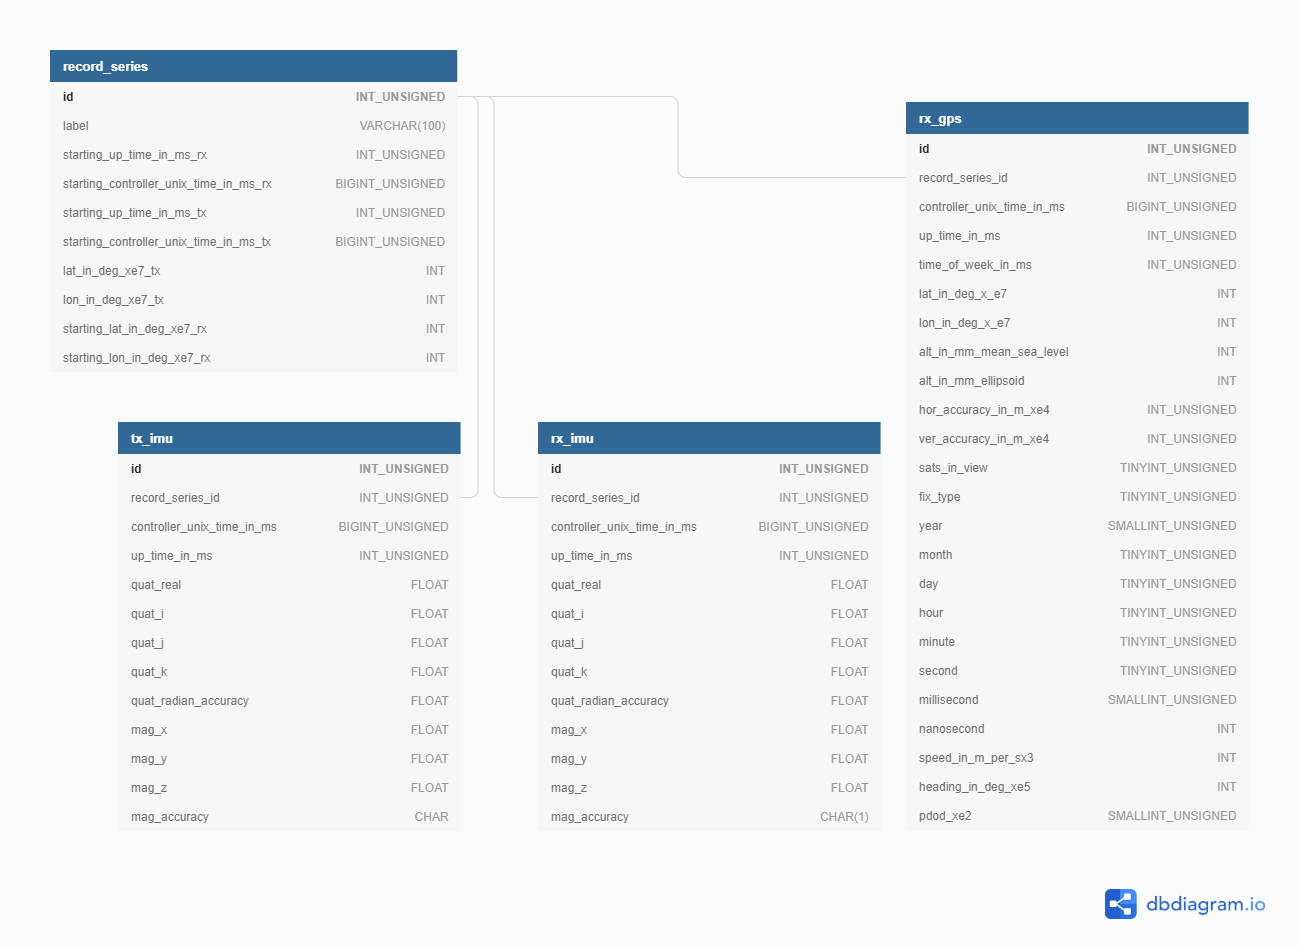 record_series
id INT_UNSIGNED
label VARCHAR(100)
starting_up_time_in_ms_rx INT_UNSIGNED
starting_controller_unix_time_in_ms_rx BIGINT_UNSIGNED
starting_up_time_in_ms_tx INT_UNSIGNED
starting_controller_unix_time_in_ms_tx BIGINT_UNSIGNED
lat_in_deg_xe7_tx INT
lon_in_deg_xe7_tx INT
starting_lat_in_deg_xe7_rx INT
starting_lon_in_deg_xe7_rx INT
tx_imu
id INT_UNSIGNED
record_series_id INT_UNSIGNED
controller_unix_time_in_ms BIGINT_UNSIGNED
up_time_in_ms INT_UNSIGNED
quat_real FLOAT
quat_i FLOAT
quat_j FLOAT
quat_k FLOAT
quat_radian_accuracy FLOAT
mag_x FLOAT
mag_y FLOAT
mag_z FLOAT
mag_accuracy CHAR
rx_imu
id INT_UNSIGNED
record_series_id INT_UNSIGNED
controller_unix_time_in_ms BIGINT_UNSIGNED
up_time_in_ms INT_UNSIGNED
quat_real FLOAT
quat_i FLOAT
quat_j FLOAT
quat_k FLOAT
quat_radian_accuracy FLOAT
mag_x FLOAT
mag_y FLOAT
mag_z FLOAT
mag_accuracy CHAR(1)
rx_gps
id INT_UNSIGNED
record_series_id INT_UNSIGNED
controller_unix_time_in_ms BIGINT_UNSIGNED
up_time_in_ms INT_UNSIGNED
time_of_week_in_ms INT_UNSIGNED
lat_in_deg_x_e7 INT
lon_in_deg_x_e7 INT
alt_in_mm_mean_sea_level INT
alt_in_mm_ellipsoid INT
hor_accuracy_in_m_xe4 INT_UNSIGNED
ver_accuracy_in_m_xe4 INT_UNSIGNED
sats_in_view TINYINT_UNSIGNED
fix_type TINYINT_UNSIGNED
year SMALLINT_UNSIGNED
month TINYINT_UNSIGNED
day TINYINT_UNSIGNED
hour TINYINT_UNSIGNED
minute TINYINT_UNSIGNED
second TINYINT_UNSIGNED
millisecond SMALLINT_UNSIGNED
nanosecond INT
speed_in_m_per_sx3 INT
heading_in_deg_xe5 INT
pdod_xe2 SMALLINT_UNSIGNED
dbdiagram.io